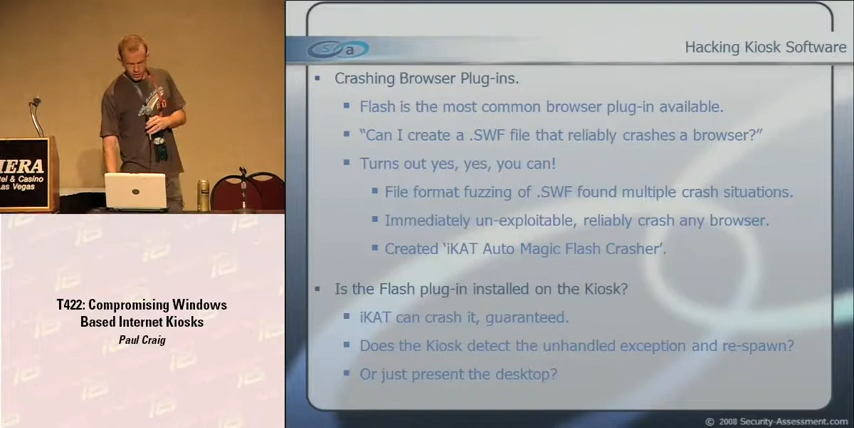 Hacking Kiosk Software
Crashing Browser Plug-ins.
Flash is the most common browser plug-in available.
“Can I create a .SWF file that reliably crashes a browser?”
Turns out yes, yes, you can!
File format fuzzing of .SWF found multiple crash situations.
Immediately un-exploitable, reliably crash any browser.
Created ‘iKAT Auto Magic Flash Crasher’.
Is the Flash plug-in installed on the Kiosk?
iKAT can crash it, guaranteed.
Does the Kiosk detect the unhandled exception and re-spawn?
Or just present the desktop?
© 2008 Security-Assessment.com
Las Vegas
T422: Compromising Windows
Based Internet Kiosks
Paul Craig